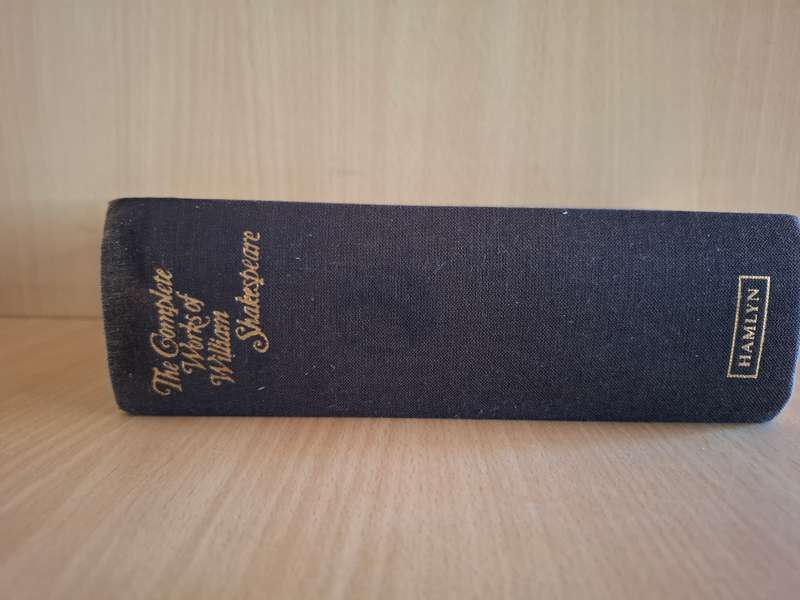 The Complete
Works of
William
Shakespeare
HAMLYN